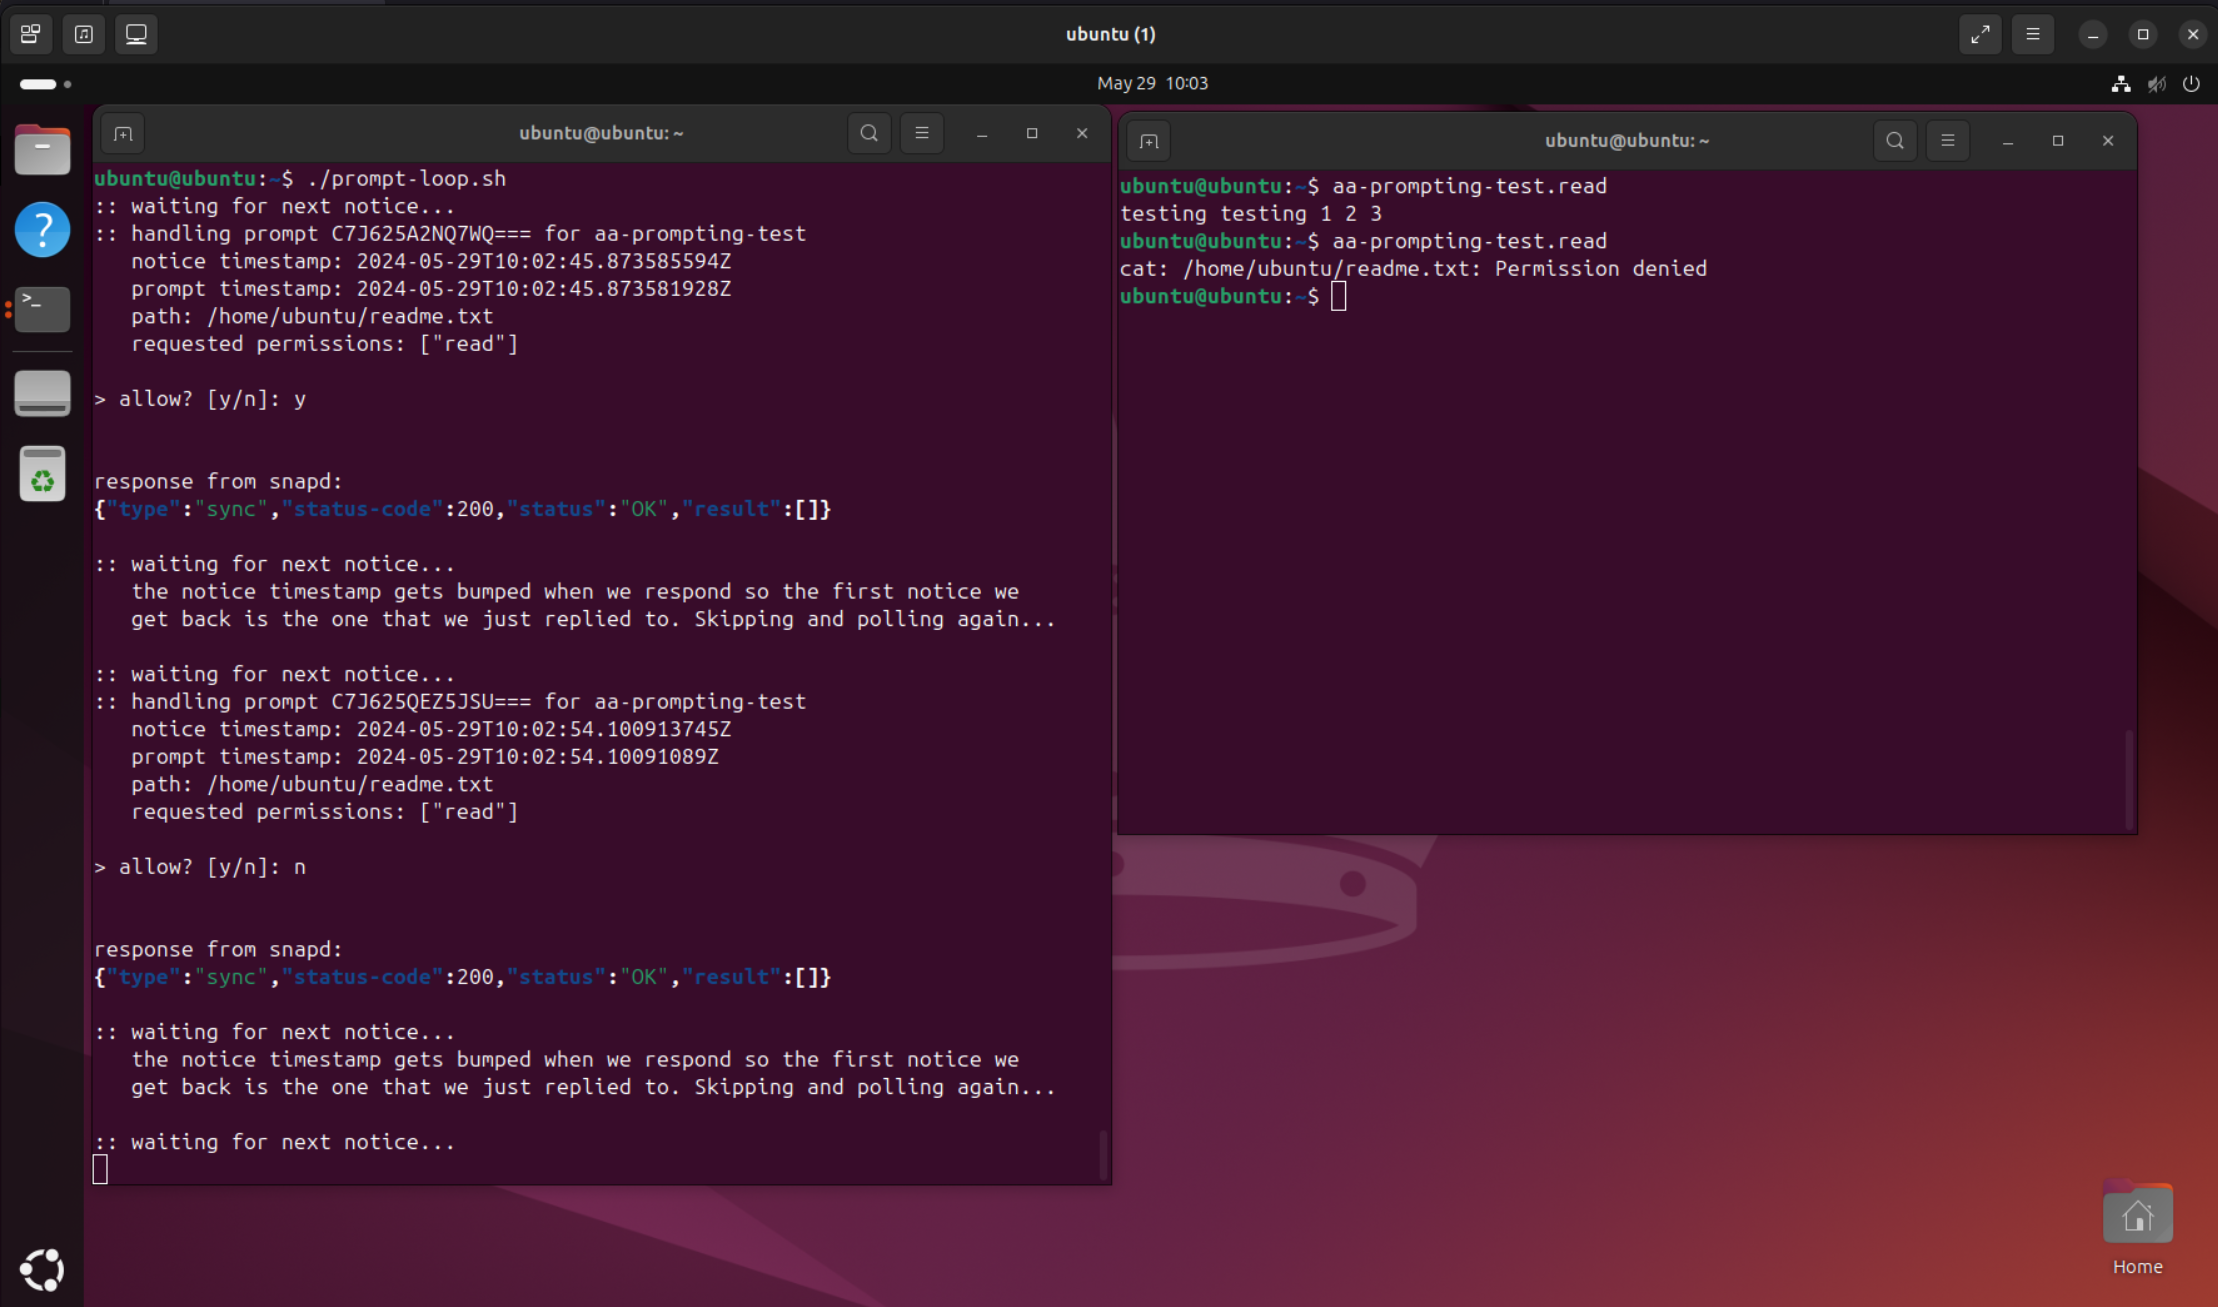 ubuntu (1)
May 29 10:03
ubuntu@ubuntu: ~
ubuntu@ubuntu:~$ ./prompt-loop.sh
:: waiting for next notice...
:: handling prompt C7J625A2NQ7WQ=== for aa-prompting-test
notice timestamp: 2024-05-29T10:02:45.873585594Z
prompt timestamp: 2024-05-29T10:02:45.873581928Z
path: /home/ubuntu/readme.txt
requested permissions: ["read"]
> allow? [y/n]: y
response from snapd:
{"type":"sync","status-code":200,"status":"OK","result":[]}
:: waiting for next notice...
the notice timestamp gets bumped when we respond so the first notice we
get back is the one that we just replied to. Skipping and polling again...
:: waiting for next notice...
:: handling prompt C7J625QEZ5JSU=== for aa-prompting-test
notice timestamp: 2024-05-29T10:02:54.100913745Z
prompt timestamp: 2024-05-29T10:02:54.10091089Z
path: /home/ubuntu/readme.txt
requested permissions: ["read"]
> allow? [y/n]: n
response from snapd:
{"type":"sync","status-code":200,"status":"OK","result":[]}
:: waiting for next notice...
the notice timestamp gets bumped when we respond so the first notice we
get back is the one that we just replied to. Skipping and polling again...
:: waiting for next notice...
ubuntu@ubuntu: ~
ubuntu@ubuntu:~$ aa-prompting-test.read
testing testing 1 2 3
ubuntu@ubuntu:~$ aa-prompting-test.read
cat: /home/ubuntu/readme.txt: Permission denied
ubuntu@ubuntu:~$
Home